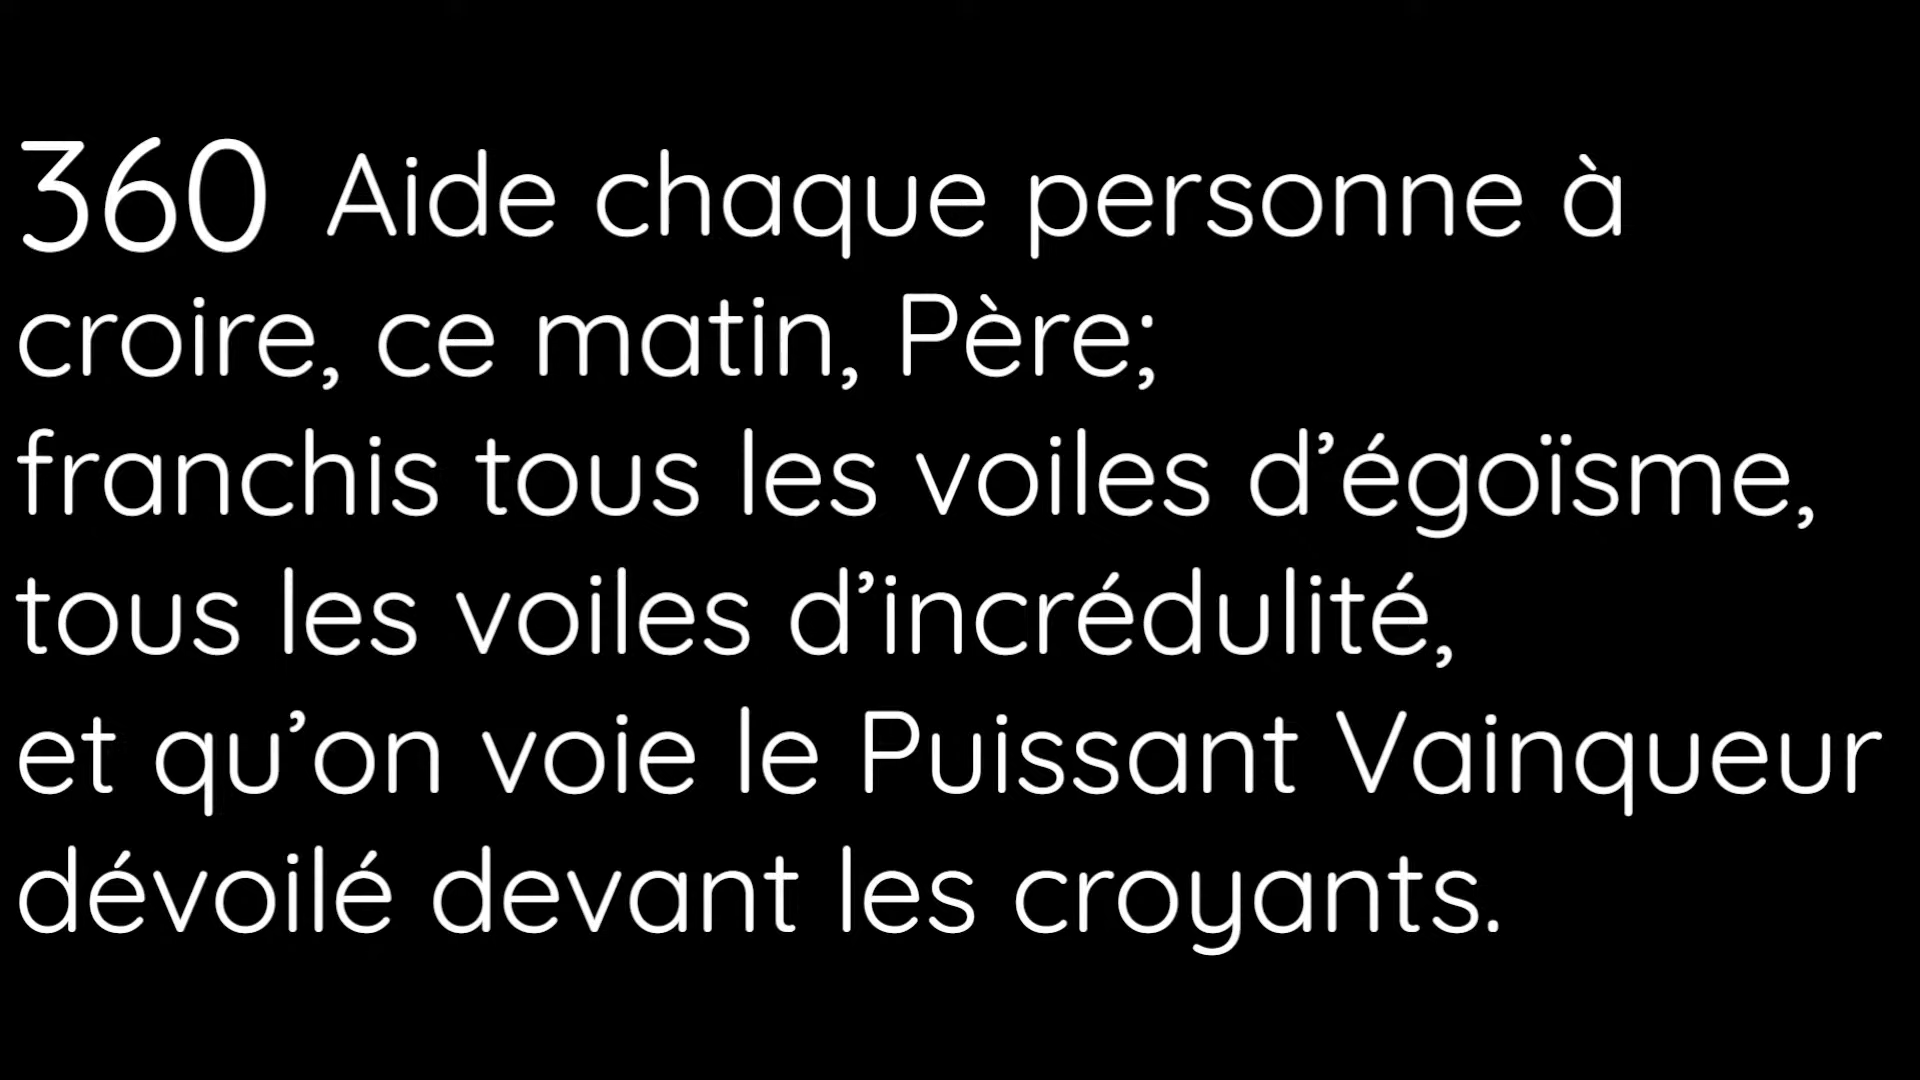 360 Aide chaque personne à
croire, ce matin, Père;
franchis tous les voiles d’égoïsme,
tous les voiles d’incrédulité,
et qu’on voie le Puissant Vainqueur
dévoilé devant les croyants.